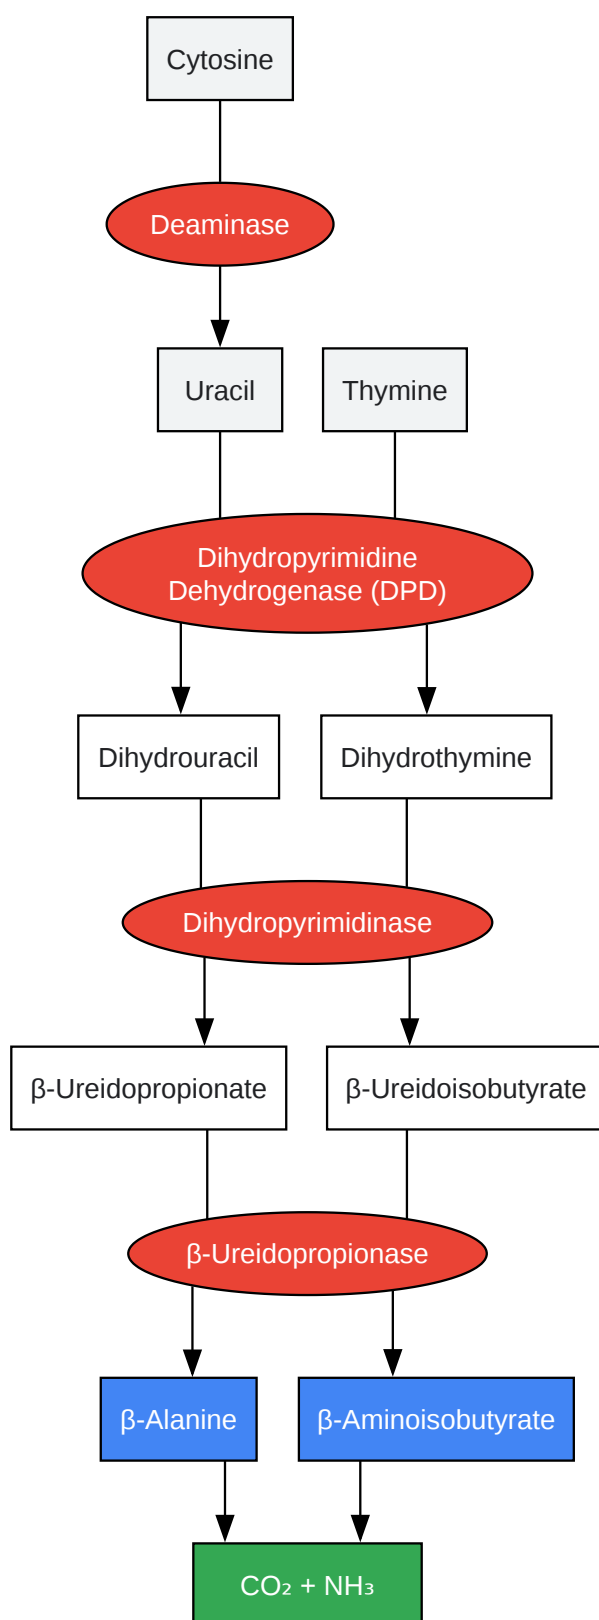 Cytosine
Deaminase
Uracil
Thymine
Dihydropyrimidine
Dehydrogenase (DPD)
Dihydrouracil
Dihydrothymine
Dihydropyrimidinase
β-Ureidopropionate
β-Ureidoisobutyrate
β-Ureidopropionase
β-Alanine
β-Aminoisobutyrate
CO₂ + NH₃